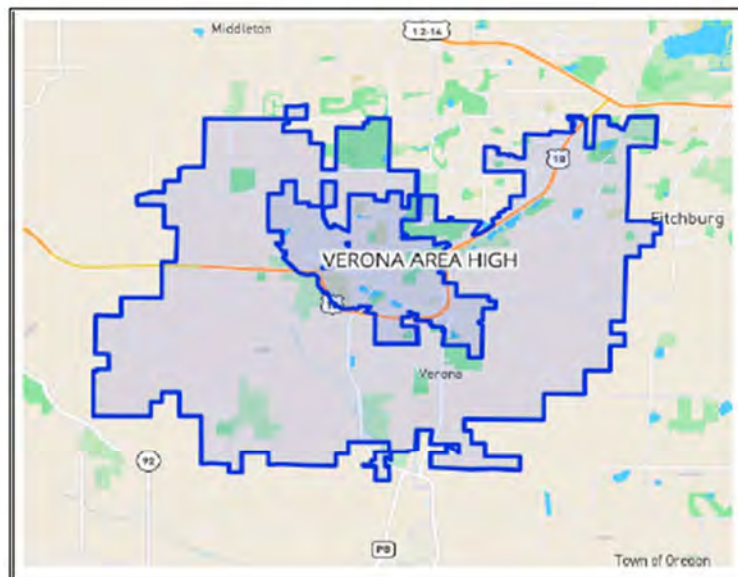 Middleton
12-14
18
Fitchburg
VERONA AREA HIGH
Verona
92
PB
Town of Oregon